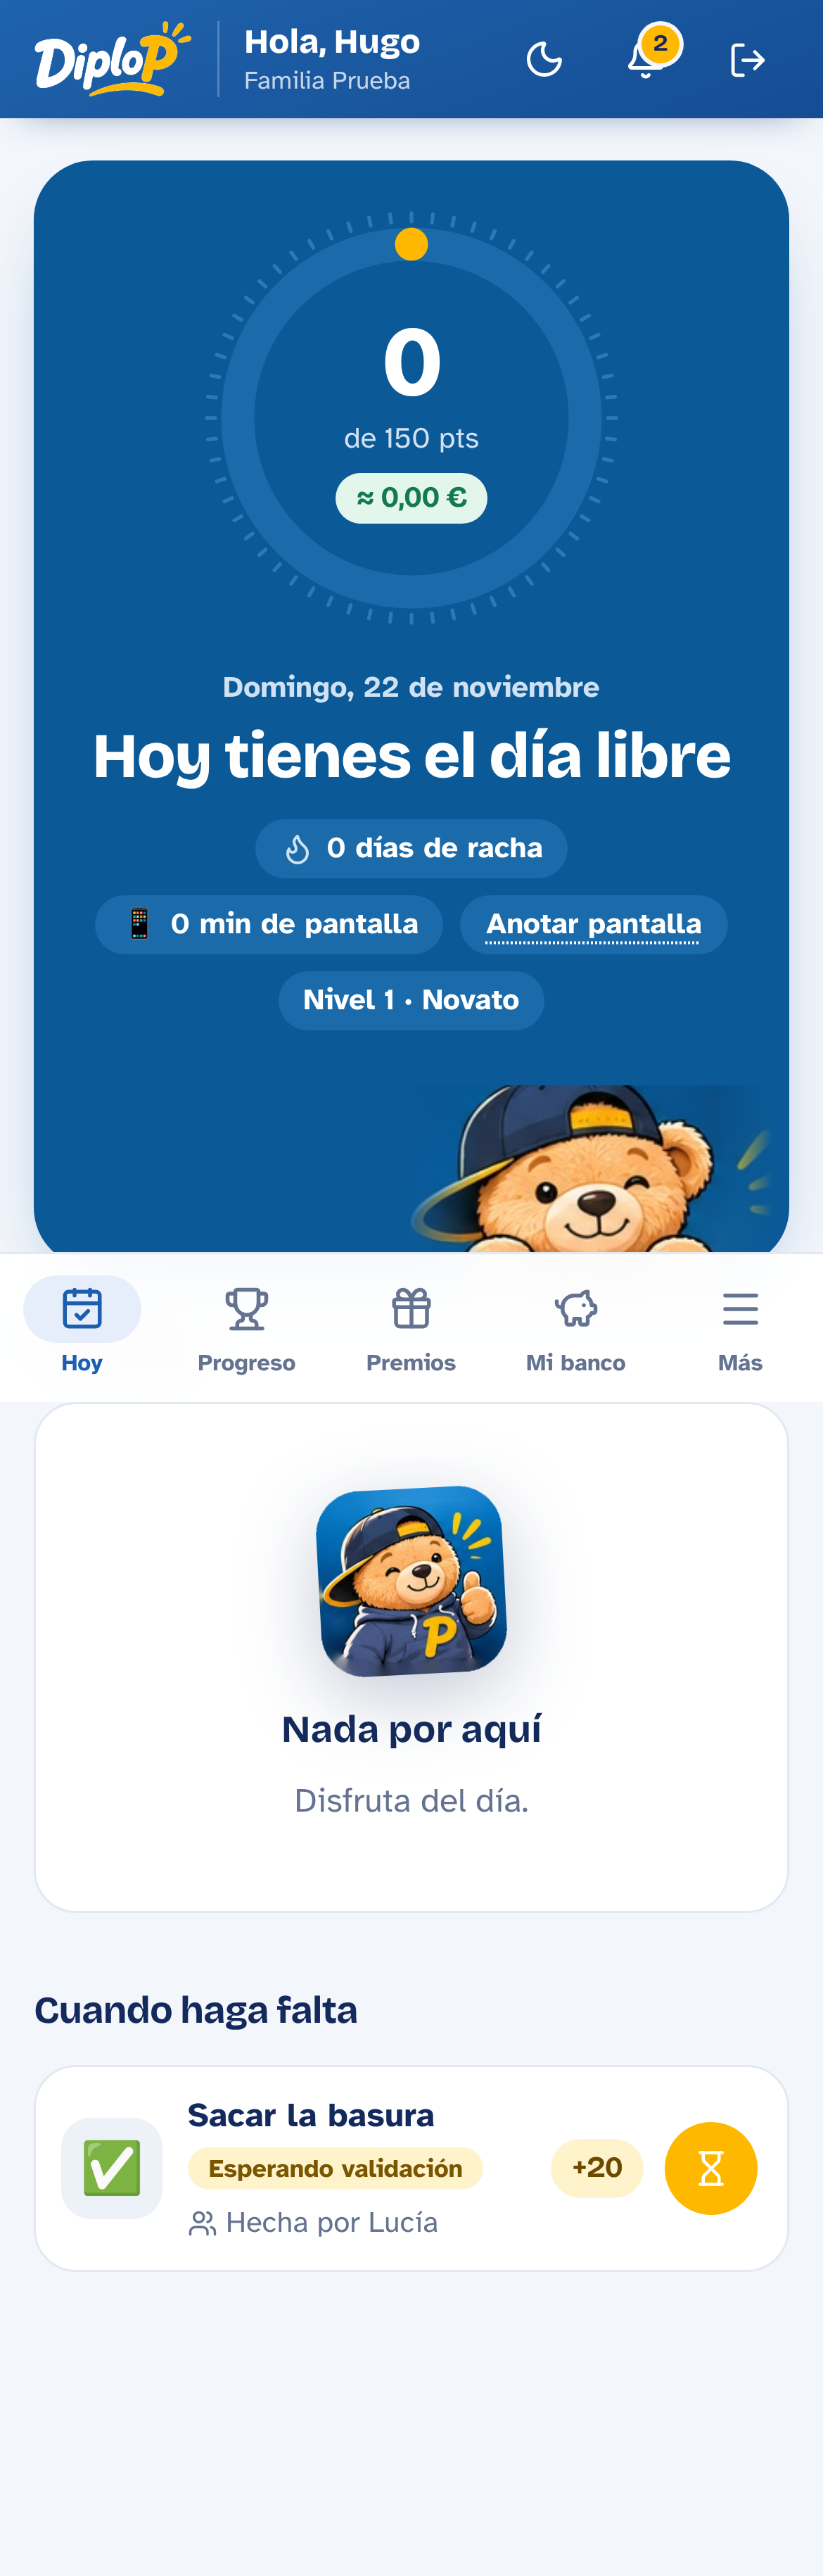 DiploP
Hola, Hugo
Familia Prueba
2
0
de 150 pts
≈ 0,00 €
Domingo, 22 de noviembre
Hoy tienes el día libre
0 días de racha
0 min de pantalla
Anotar pantalla
Nivel 1 · Novato
Hoy
Progreso
Premios
Mi banco
Más
P
Nada por aquí
Disfruta del día.
Cuando haga falta
Sacar la basura
Esperando validación
+20
Hecha por Lucía